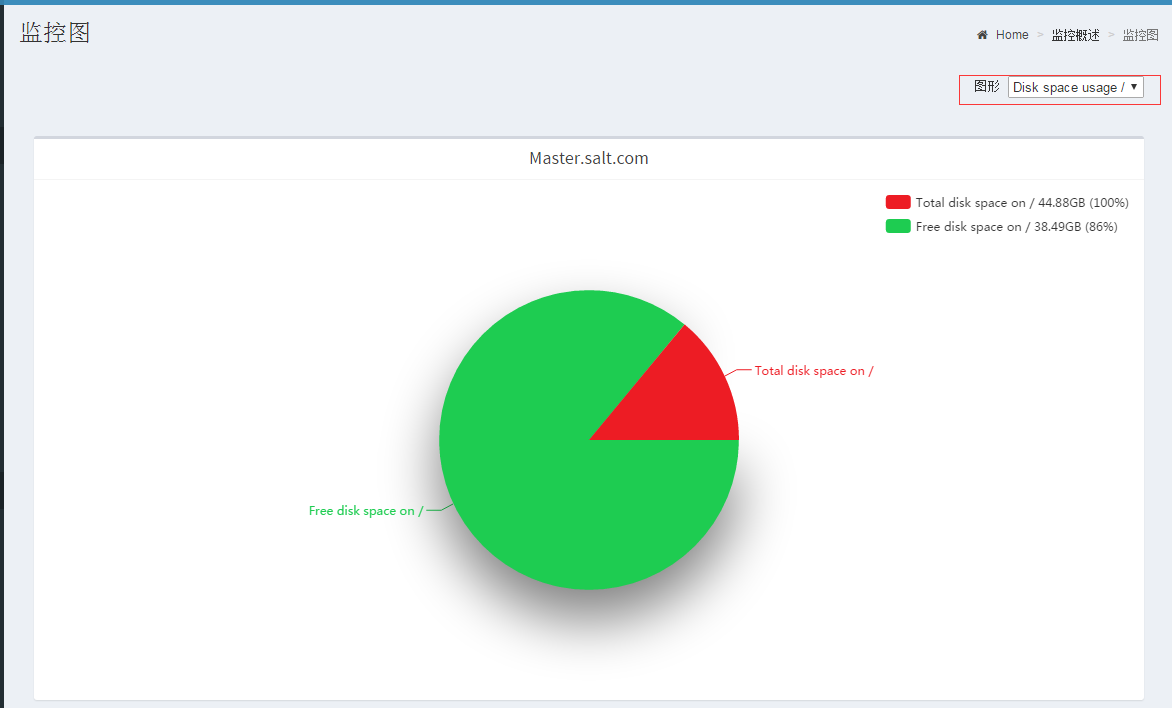 监控图
Home > 监控概述 > 监控图
图形 Disk space usage /
Master.salt.com
Total disk space on / 44.88GB (100%)
Free disk space on / 38.49GB (86%)
Total disk space on /
Free disk space on /